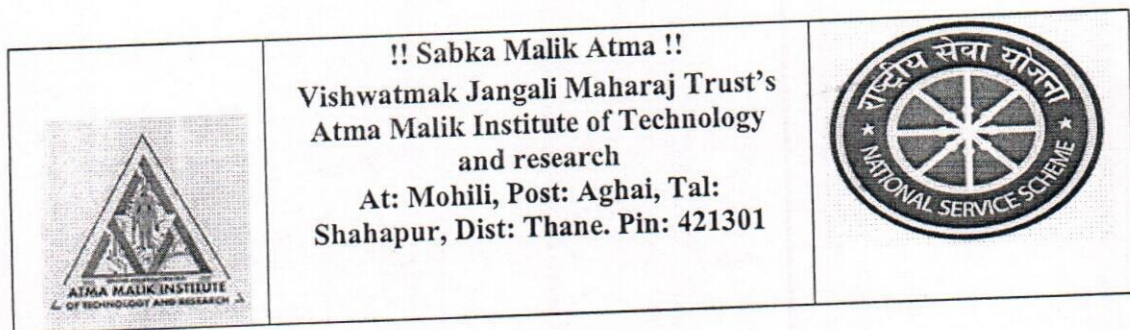 !! Sabka Malik Atma !!
Vishwatmak Jangali Maharaj Trust's
Atma Malik Institute of Technology
and research
At: Mohili, Post: Aghai, Tal:
Shahapur, Dist: Thane. Pin: 421301
ATMA MALIK INSTITUTE
OF TECHNOLOGY AND RESEARCH
राष्ट्रीय सेवा योजना
NATIONAL SERVICE SCHEME